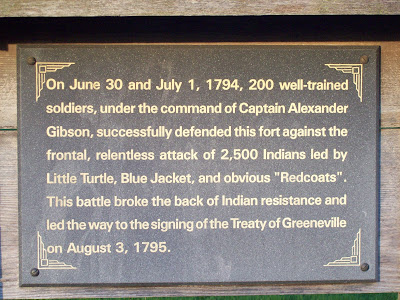 On June 30 and July 1, 1794, 200 well-trained
soldiers, under the command of Captain Alexander
Gibson, successfully defended this fort against the
frontal, relentless attack of 2,500 Indians led by
Little Turtle, Blue Jacket, and obvious "Redcoats".
This battle broke the back of Indian resistance and
led the way to the signing of the Treaty of Greeneville
on August 3, 1795.